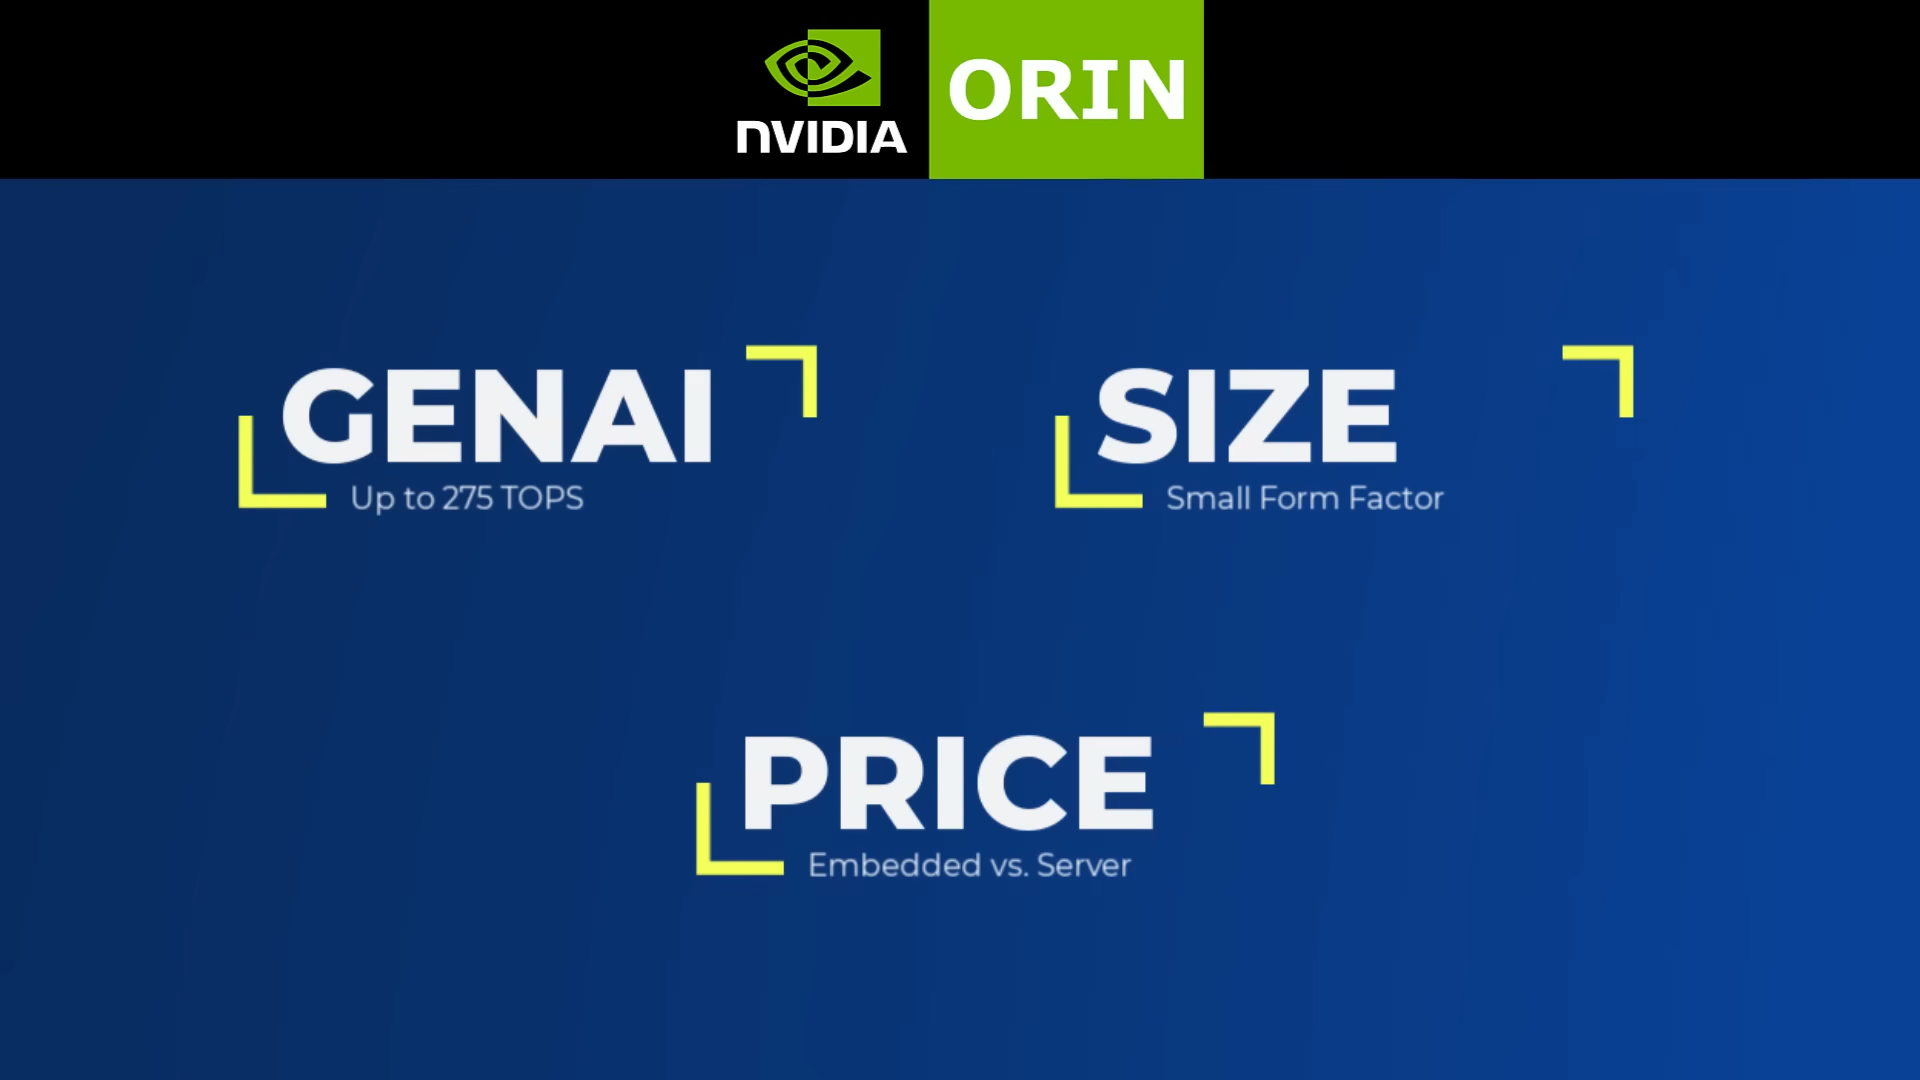 NVIDIA
ORIN
GENAI
Up to 275 TOPS
SIZE
Small Form Factor
PRICE
Embedded vs. Server